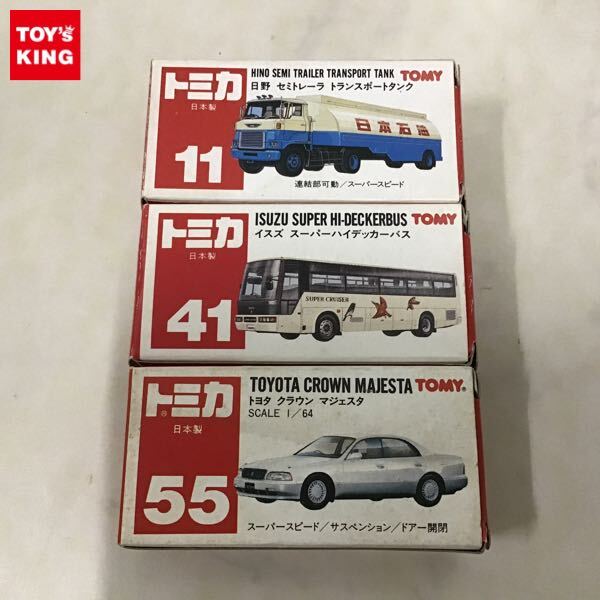 TOY'S
KING
トミカ
日本製
11
HINO SEMI TRAILER TRANSPORT TANK TOMY
日野 セミトレーラ トランスポートタンク
日本石油
連結部可動/スーパースピード
トミカ
日本製
41
ISUZU SUPER HI-DECKERBUS TOMY
イスズ スーパーハイデッカーバス
SUPER CRUISER
トミカ
日本製
55
TOYOTA CROWN MAJESTA TOMY®
トヨタ クラウン マジェスタ
SCALE 1/64
スーパースピード/サスペンション/ドアー開閉